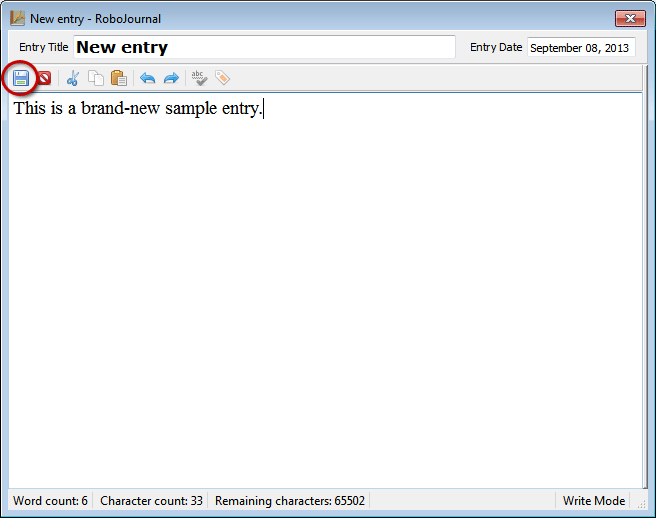 New entry - RoboJournal
Entry Title New entry Entry Date September 08, 2013
abc
This is a brand-new sample entry.
Word count: 6 Character count: 33 Remaining characters: 65502 Write Mode